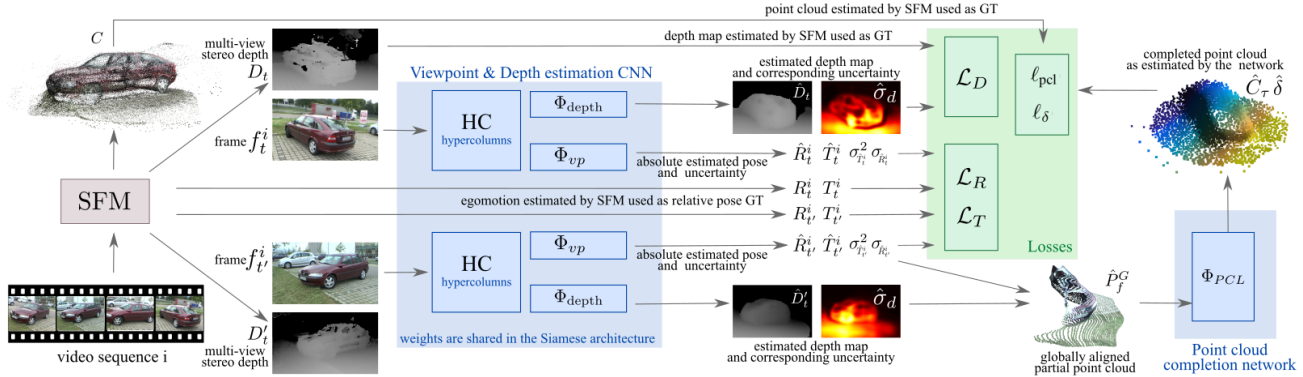 point cloud estimated by SFM used as GT
C
multi-view
stereo depth
D_t
depth map estimated by SFM used as GT
estimated depth map
and corresponding uncertainty
completed point cloud
as estimated by the network
Ĉ_τ δ̂
Viewpoint & Depth estimation CNN
HC
hypercolumns
Φ_depth
Φ_vp
D̂_t
σ̂_d
ℒ_D
ℓ_pcl
ℓ_δ
frame f_t^i
absolute estimated pose
and uncertainty
R̂_t^i T̂_t^i σ²_{T̂_t^i} σ_{R̂_t^i}
SFM
R_t^i T_t^i
ℒ_R
egomotion estimated by SFM used as relative pose GT
R_{t'}^i T_{t'}^i
ℒ_T
frame f_{t'}^i
HC
hypercolumns
Φ_vp
Φ_depth
absolute estimated pose
and uncertainty
R̂_{t'}^i T̂_{t'}^i σ²_{T̂_{t'}^i} σ_{R̂_{t'}^i}
Losses
P̂_f^G
Φ_PCL
D̂'_t
σ̂_d
video sequence i
D'_t
multi-view
stereo depth
weights are shared in the Siamese architecture
estimated depth map
and corresponding uncertainty
globally aligned
partial point cloud
Point cloud
completion network